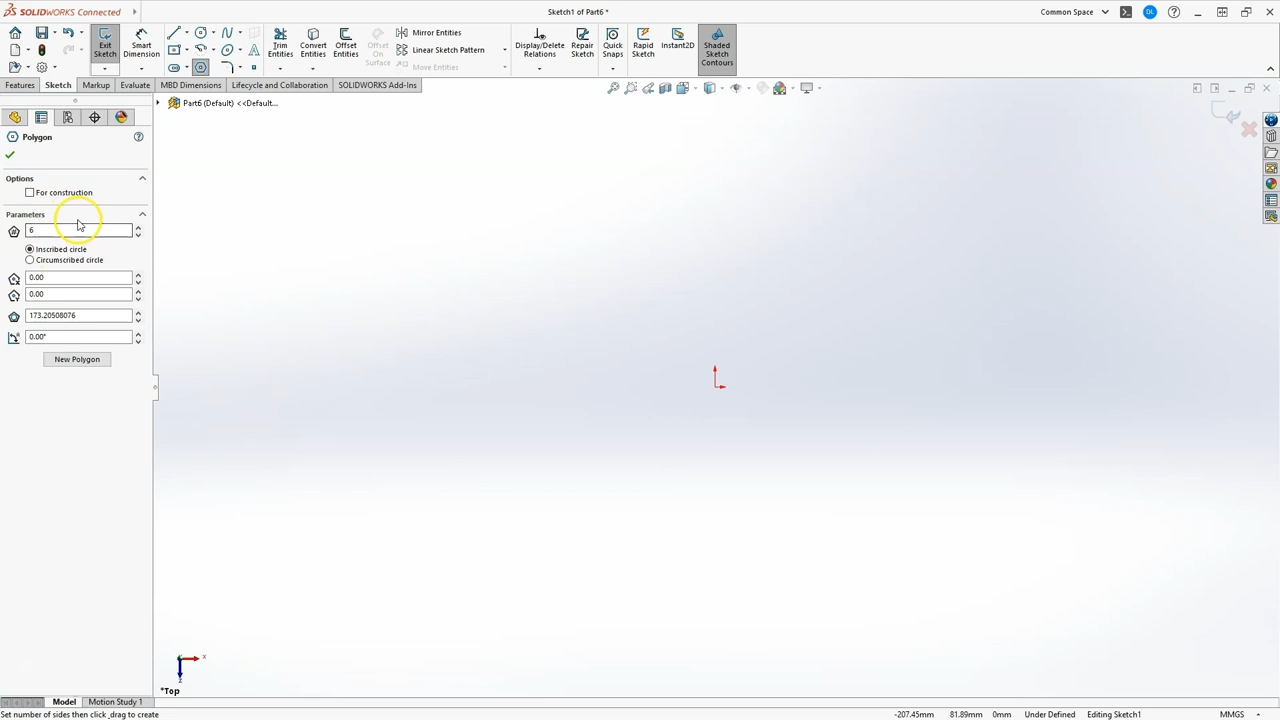 SOLIDWORKS Connected
Sketch1 of Part6 *
Common Space
DL
Exit Sketch
Smart Dimension
Trim Entities
Convert Entities
Offset Entities
Offset On Surface
Mirror Entities
Linear Sketch Pattern
Move Entities
Display/Delete Relations
Repair Sketch
Quick Snaps
Rapid Sketch
Instant2D
Shaded Sketch Contours
Features
Sketch
Markup
Evaluate
MBD Dimensions
Lifecycle and Collaboration
SOLIDWORKS Add-Ins
Part6 (Default) <<Default...
Polygon
Options
For construction
Parameters
6
Inscribed circle
Circumscribed circle
0.00
0.00
173.20508076
0.00°
New Polygon
x
z
*Top
Model
Motion Study 1
Set number of sides then click _drag to create
-207.45mm
81.89mm
0mm
Under Defined
Editing Sketch1
MMGS